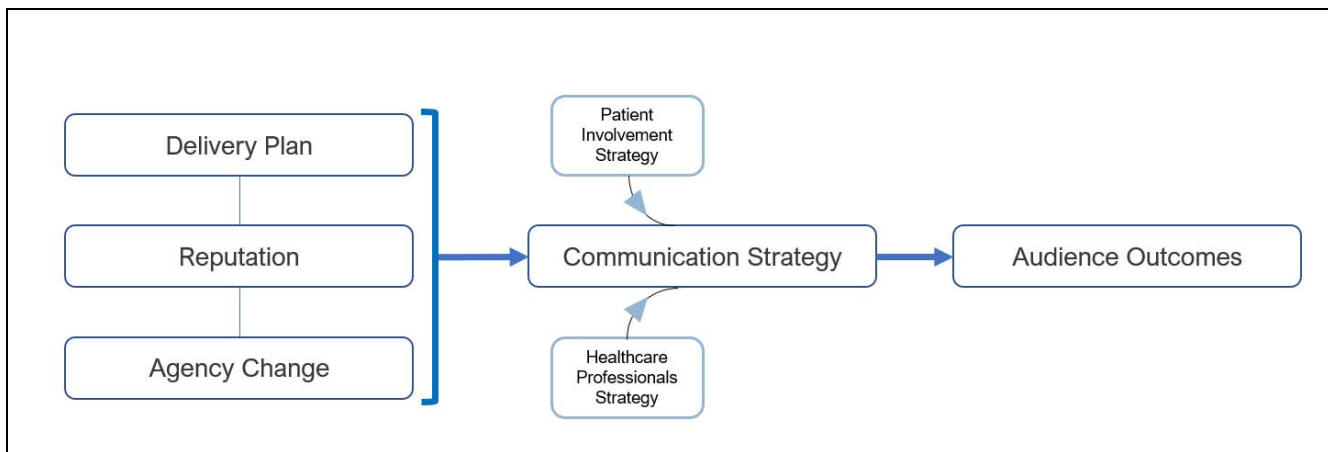 Delivery Plan
Reputation
Agency Change
Patient
Involvement
Strategy
Communication Strategy
Healthcare
Professionals
Strategy
Audience Outcomes